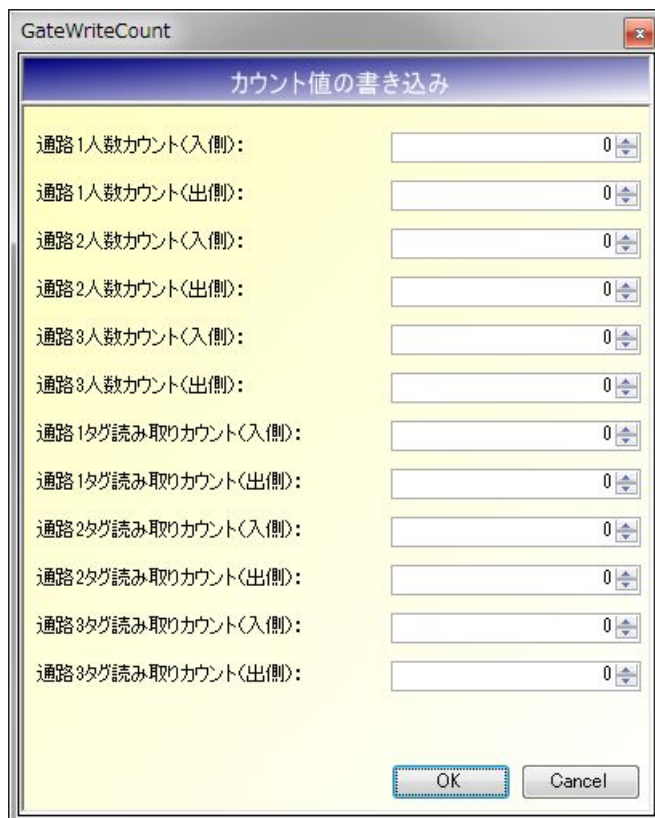 GateWriteCount
カウント値の書き込み
通路1人数カウント(入側): 0
通路1人数カウント(出側): 0
通路2人数カウント(入側): 0
通路2人数カウント(出側): 0
通路3人数カウント(入側): 0
通路3人数カウント(出側): 0
通路1タグ読み取りカウント(入側): 0
通路1タグ読み取りカウント(出側): 0
通路2タグ読み取りカウント(入側): 0
通路2タグ読み取りカウント(出側): 0
通路3タグ読み取りカウント(入側): 0
通路3タグ読み取りカウント(出側): 0
OK Cancel